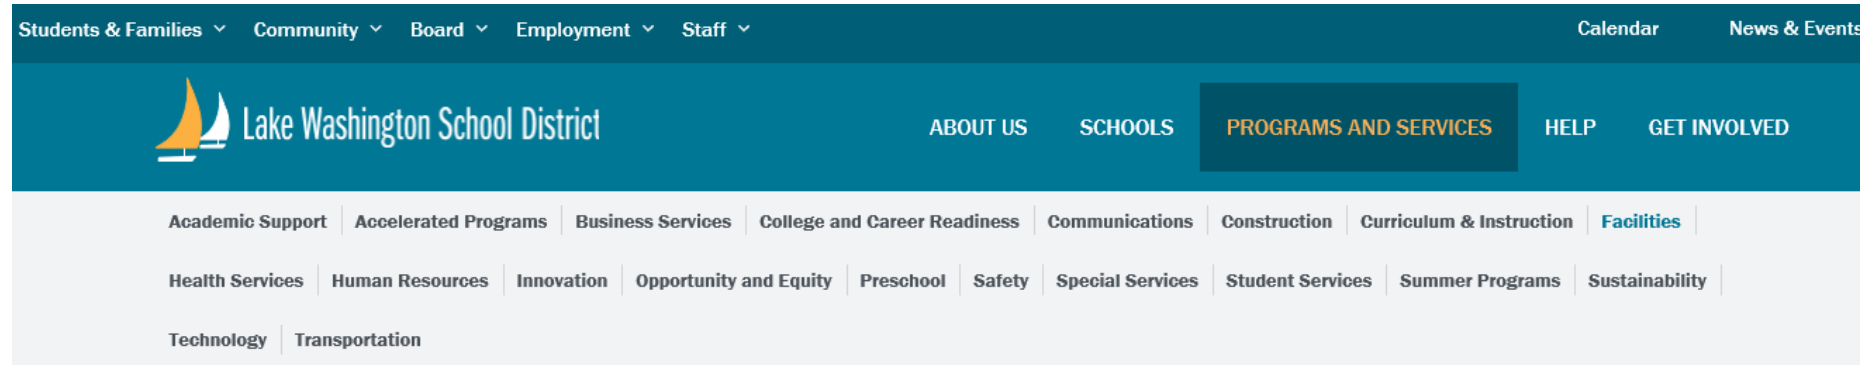 Students & Families Community Board Employment Staff Calendar News & Events
Lake Washington School District ABOUT US SCHOOLS PROGRAMS AND SERVICES HELP GET INVOLVED
Academic Support Accelerated Programs Business Services College and Career Readiness Communications Construction Curriculum & Instruction Facilities
Health Services Human Resources Innovation Opportunity and Equity Preschool Safety Special Services Student Services Summer Programs Sustainability
Technology Transportation